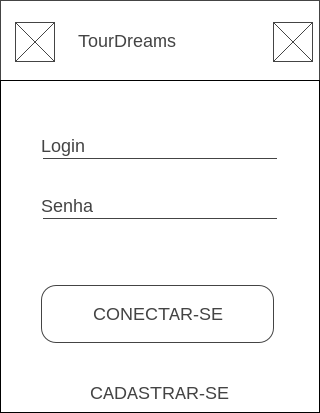 TourDreams
Login
Senha
CONECTAR-SE
CADASTRAR-SE